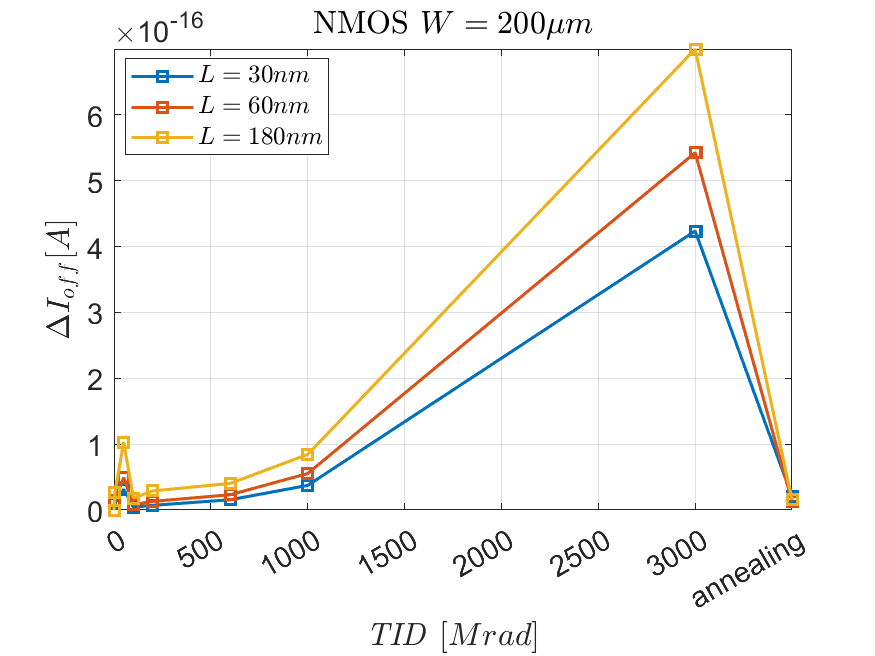 NMOS W = 200μm
×10-16
L = 30nm
L = 60nm
L = 180nm
6
5
4
3
2
1
0
ΔIoff[A]
0
500
1000
1500
2000
2500
3000
annealing
TID [Mrad]